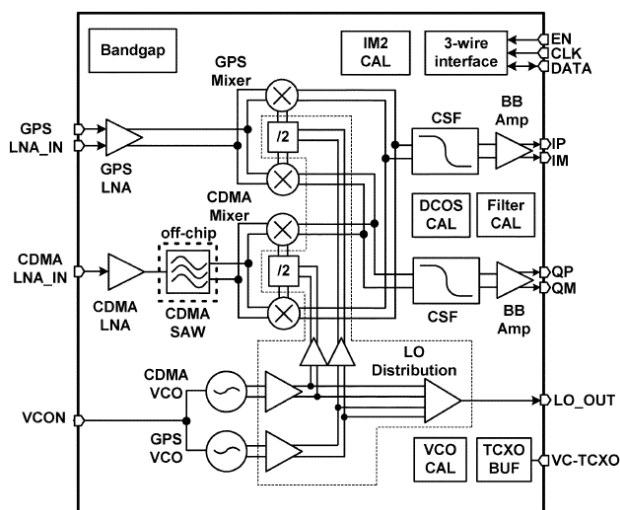 Bandgap
GPS
Mixer
IM2
CAL
3-wire
interface
EN
CLK
DATA
GPS
LNA_IN
GPS
LNA
/2
CSF
BB
Amp
IP
IM
CDMA
Mixer
DCOS
CAL
Filter
CAL
off-chip
CDMA
LNA_IN
CDMA
LNA
CDMA
SAW
/2
CSF
BB
Amp
QP
QM
LO
Distribution
CDMA
VCO
VCON
GPS
VCO
LO_OUT
VCO
CAL
TCXO
BUF
VC-TCXO